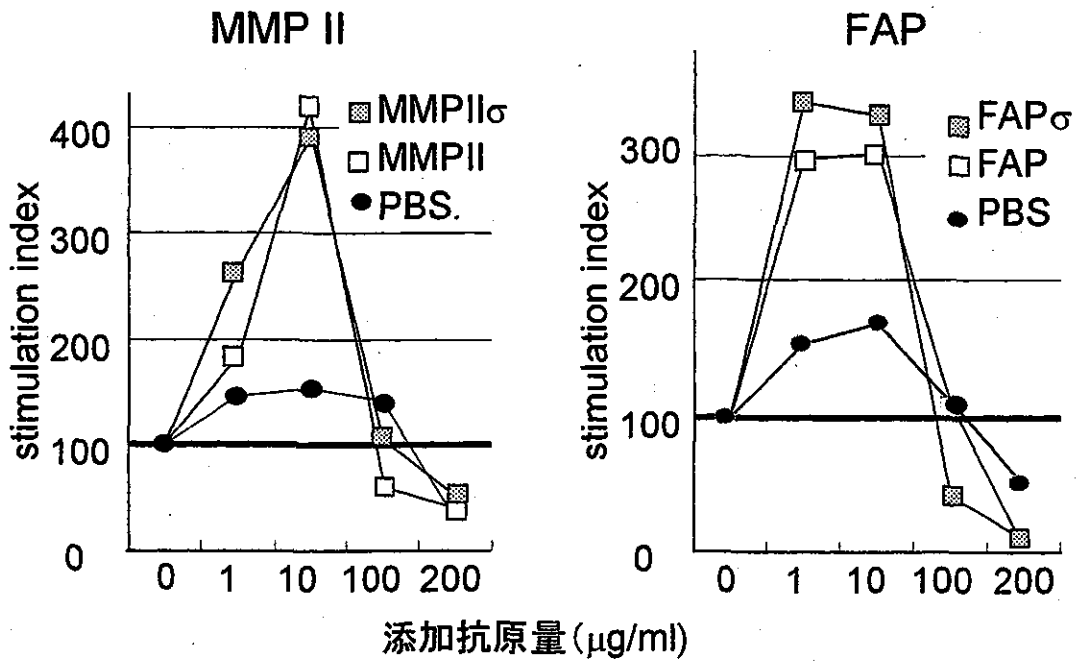 MMP II
stimulation index
400
300
200
100
0
MMPIIσ
MMPII
PBS.
0 1 10 100 200
FAP
stimulation index
300
200
100
0
FAPσ
FAP
PBS
0 1 10 100 200
添加抗原量(μg/ml)